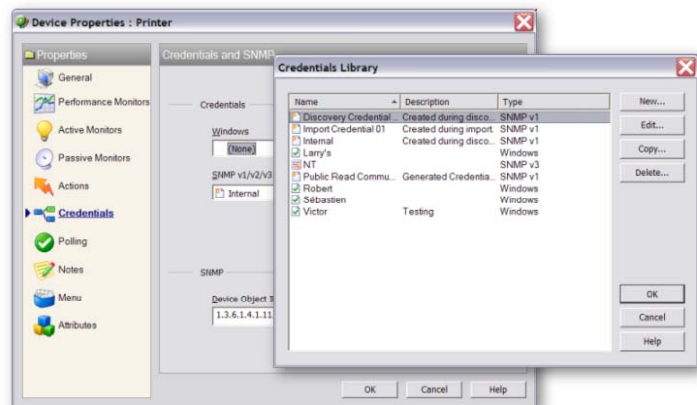 Device Properties : Printer
Properties
General
Performance Monitors
Active Monitors
Passive Monitors
Actions
Credentials
Polling
Notes
Menu
Attributes
Credentials and SNMP
Credentials
Windows
(None)
SNMP v1/v2/v3
Internal
SNMP
Device Object I
1.3.6.1.4.1.11.
OK Cancel Help
Credentials Library
Name Description Type
Discovery Credential ... Created during disco... SNMP v1
Import Credential 01 Created during import. SNMP v1
Internal Created during disco... SNMP v1
Larry's Windows
NT SNMP v3
Public Read Commu... Generated Credentia... SNMP v1
Robert Windows
Sébastien Windows
Victor Testing Windows
New...
Edit...
Copy...
Delete...
OK
Cancel
Help